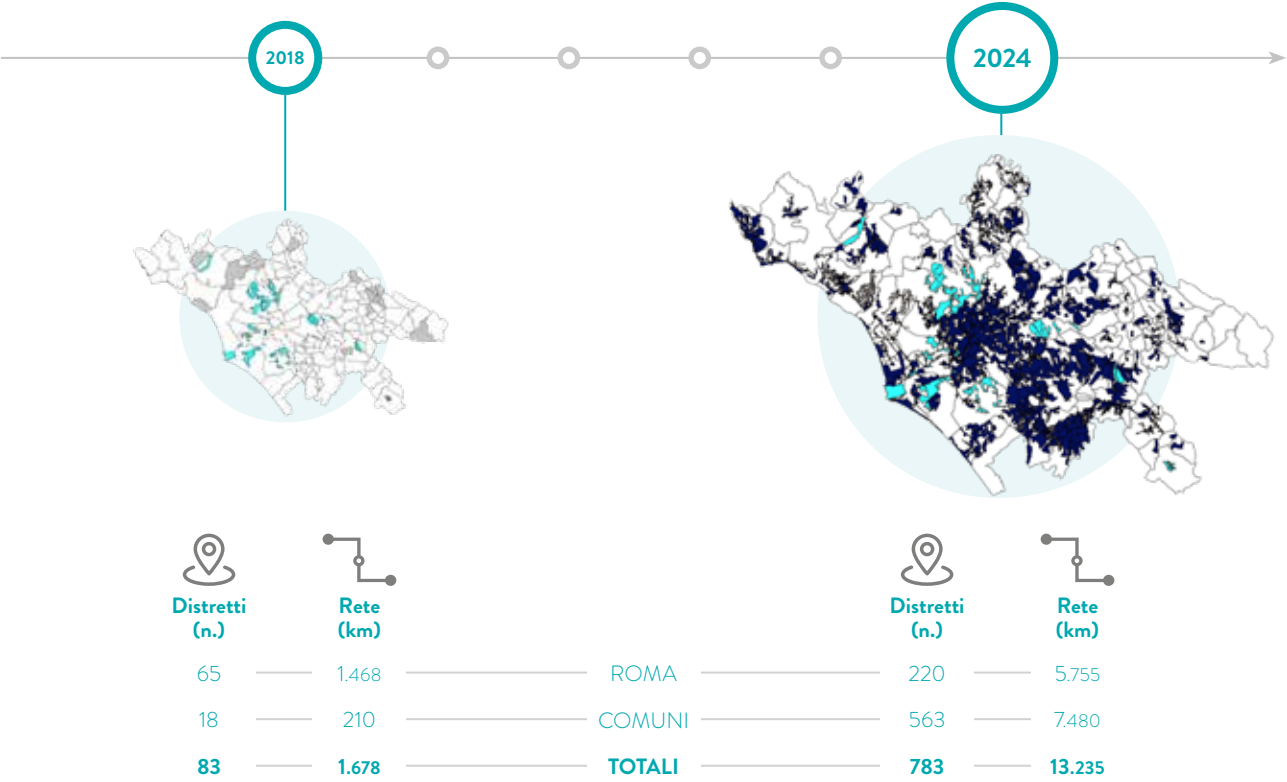 2018
2024
Distretti
(n.)
Rete
(km)
Distretti
(n.)
Rete
(km)
65 1.468 ROMA 220 5.755
18 210 COMUNI 563 7.480
83 1.678 TOTALI 783 13.235